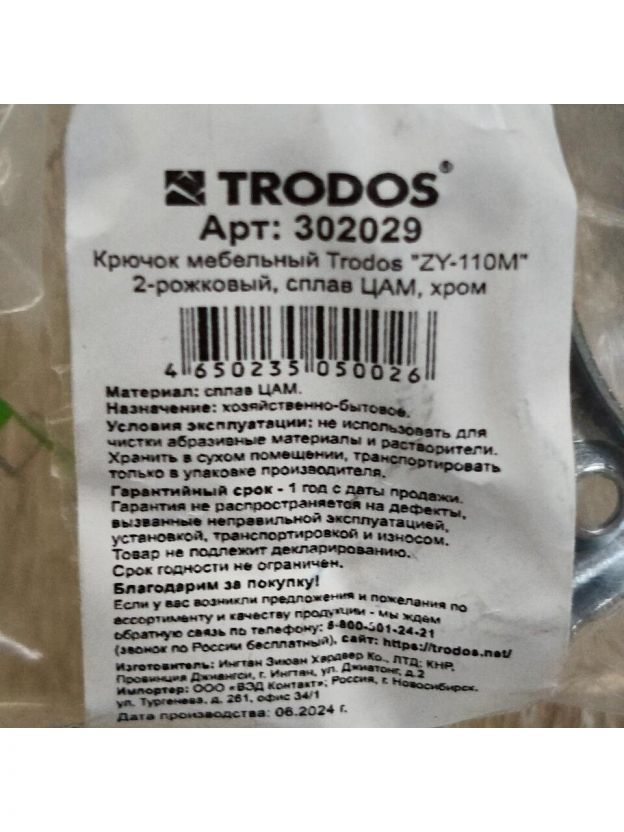 TRODOS®
Арт: 302029
Крючок мебельный Trodos "ZY-110M"
2-рожковый, сплав ЦАМ, хром
4 650235 050026
Материал: сплав ЦАМ.
Назначение: хозяйственно-бытовое.
Условия эксплуатации: не использовать для
чистки абразивные материалы и растворители.
Хранить в сухом помещении, транспортировать
только в упаковке производителя.
Гарантийный срок - 1 год с даты продажи.
Гарантия не распространяется на дефекты,
вызванные неправильной эксплуатацией,
установкой, транспортировкой и износом.
Товар не подлежит декларированию.
Срок годности не ограничен.
Благодарим за покупку!
Если у вас возникли предложения и пожелания по
ассортименту и качеству продукции - мы ждем
обратную связь по телефону: 8-800-301-24-21
(звонок по России бесплатный), сайт: https://trodos.net/
Изготовитель: Ингтан Зиюан Хардвер Ко., ЛТД; КНР,
Провинция Джиангси, г. Ингтан, ул. Джиатонг, д.2
Импортер: ООО «ВЭД Контакт»; Россия, г. Новосибирск,
ул. Тургенева, д. 261, офис 34/1
Дата производства: 06.2024 г.